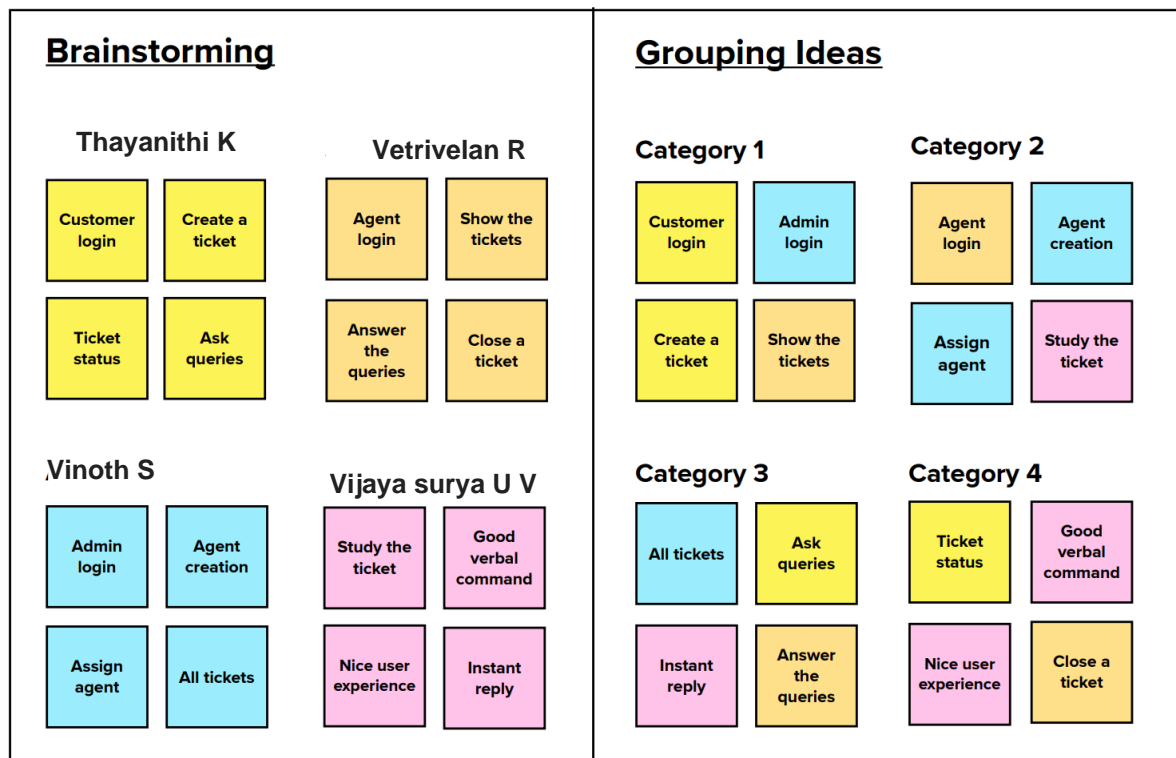 Brainstorming
Thayanithi K
Customer
login
Create a
ticket
Ticket
status
Ask
queries
Vetrivelan R
Agent
login
Show the
tickets
Answer
the
queries
Close a
ticket
Vinoth S
Admin
login
Agent
creation
Assign
agent
All tickets
Vijaya surya U V
Study the
ticket
Good
verbal
command
Nice user
experience
Instant
reply
Grouping Ideas
Category 1
Customer
login
Admin
login
Create a
ticket
Show the
tickets
Category 2
Agent
login
Agent
creation
Assign
agent
Study the
ticket
Category 3
All tickets
Ask
queries
Instant
reply
Answer
the
queries
Category 4
Ticket
status
Good
verbal
command
Nice user
experience
Close a
ticket